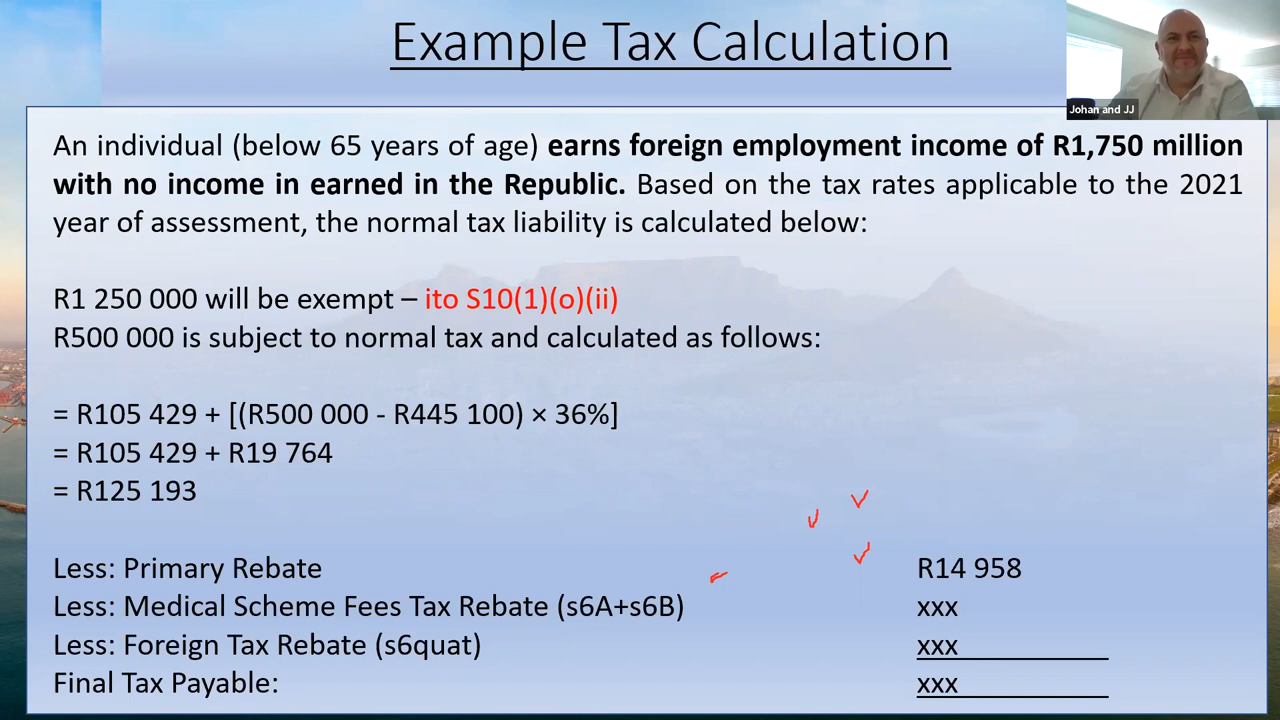 Example Tax Calculation
Johan and JJ
An individual (below 65 years of age) earns foreign employment income of R1,750 million
with no income in earned in the Republic. Based on the tax rates applicable to the 2021
year of assessment, the normal tax liability is calculated below:
R1 250 000 will be exempt – ito S10(1)(o)(ii)
R500 000 is subject to normal tax and calculated as follows:
= R105 429 + [(R500 000 - R445 100) × 36%]
= R105 429 + R19 764
= R125 193
Less: Primary Rebate R14 958
Less: Medical Scheme Fees Tax Rebate (s6A+s6B) xxx
Less: Foreign Tax Rebate (s6quat) xxx
Final Tax Payable: xxx